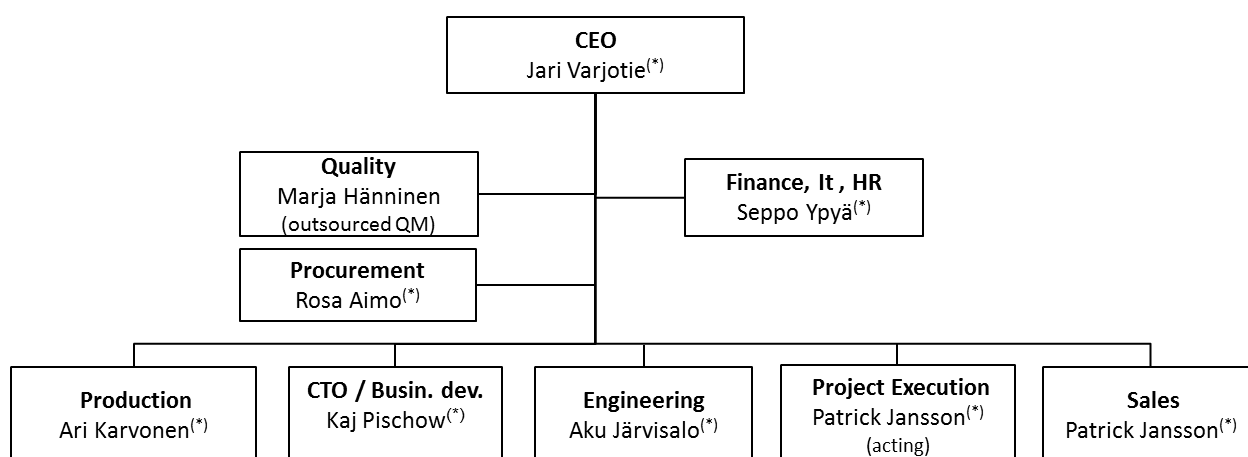 CEO
Jari Varjotie(*)
Quality
Marja Hänninen
(outsourced QM)
Finance, It , HR
Seppo Ypyä(*)
Procurement
Rosa Aimo(*)
Production
Ari Karvonen(*)
CTO / Busin. dev.
Kaj Pischow(*)
Engineering
Aku Järvisalo(*)
Project Execution
Patrick Jansson(*)
(acting)
Sales
Patrick Jansson(*)